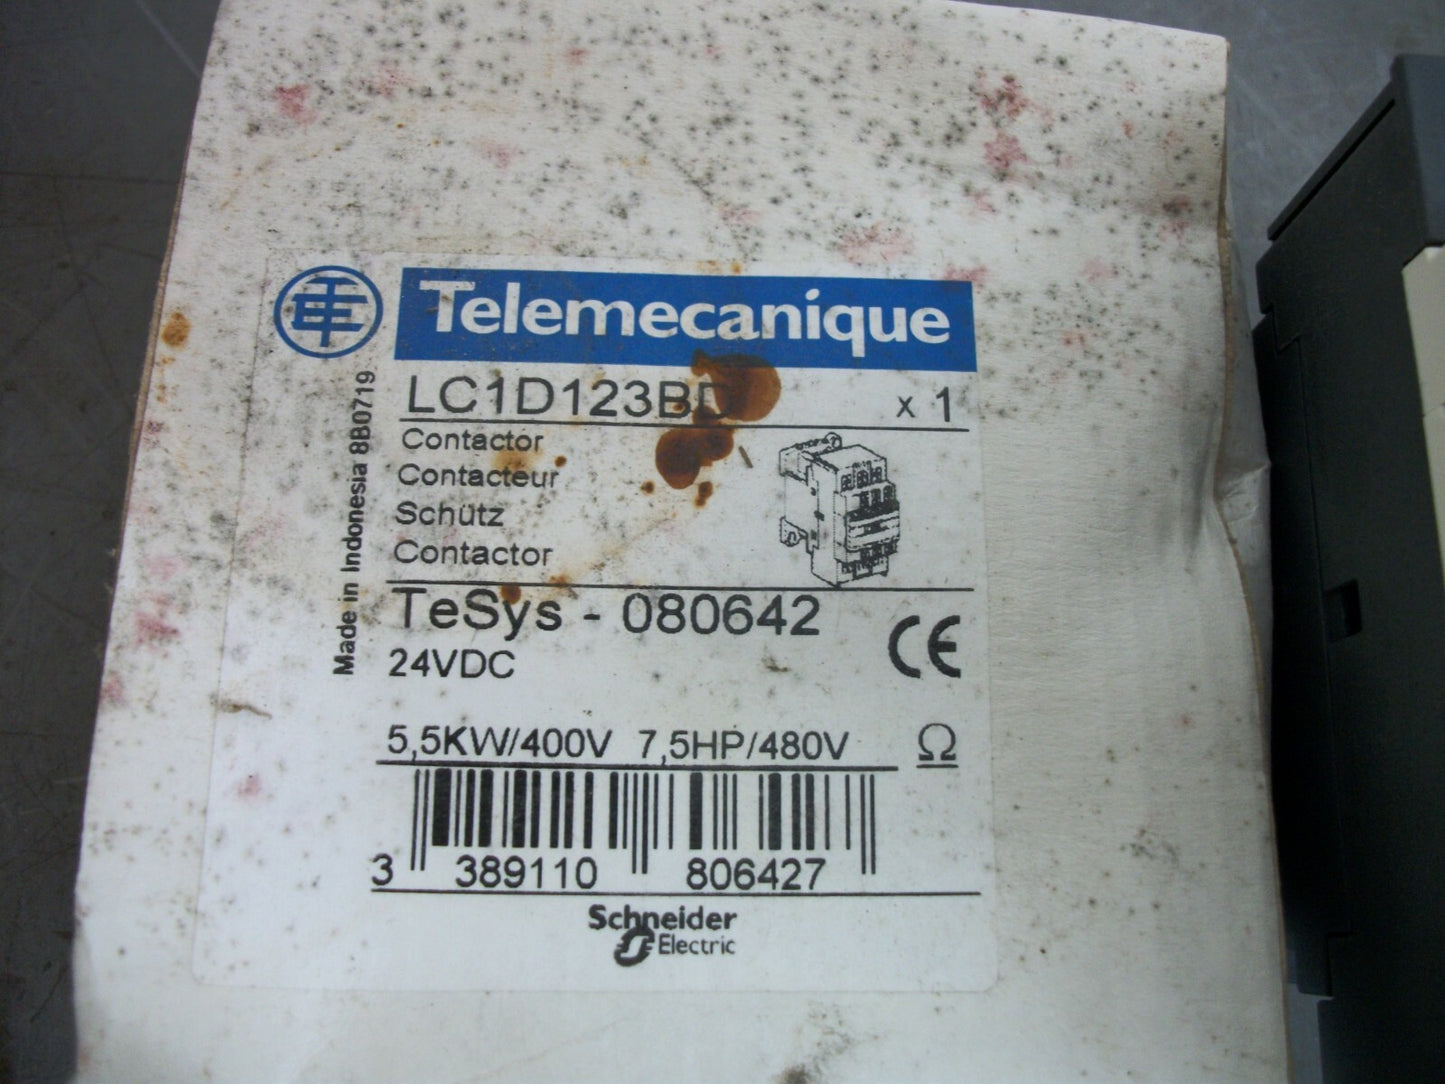 Telemecanique
LC1D123BD
x 1
Contactor
Contacteur
Schütz
Contactor
TeSys - 080642
24VDC
5,5KW/400V 7,5HP/480V
Ω
CE
Made in Indonesia 8B0719
3 389110 806427
Schneider
Electric